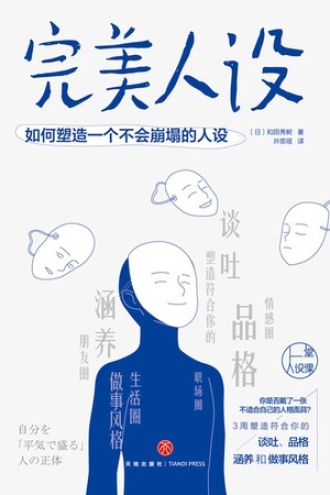 完美人设
如何塑造一个不会崩塌的人设
［日］和田秀树 著
井思瑶 译
谈吐
塑造符合你的
品格
情感圈
涵养
朋友圈
职场圈
生活圈
做事风格
一堂
人设课
你是否戴了一张
不适合自己的人格面具？
3周塑造符合你的
谈吐、品格
涵养和做事风格
自分を
「平気で盛る」
人の正体
天地出版社｜TIANDI PRESS